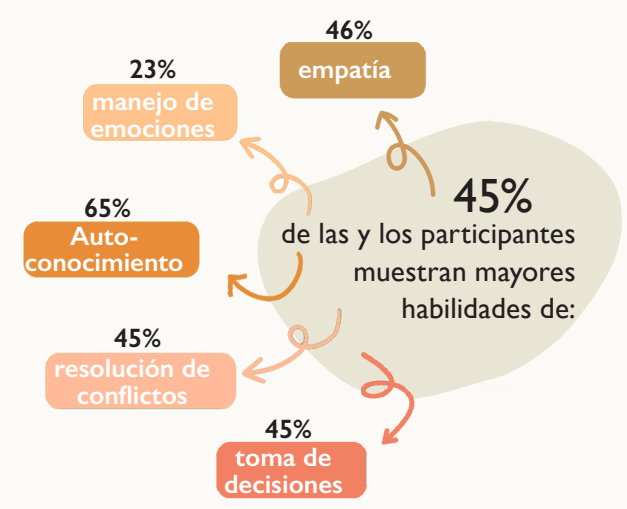 46%
empatía
23%
manejo de
emociones
65%
Auto-
conocimiento
45%
resolución de
conflictos
45%
toma de
decisiones
45%
de las y los participantes
muestran mayores
habilidades de: